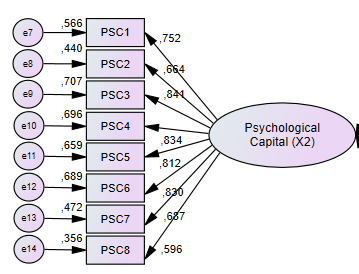 ,566
e7
PSC1
,752
,440
e8
PSC2
,664
,707
e9
PSC3
,841
,696
e10
PSC4
,834
,659
e11
PSC5
,812
,689
e12
PSC6
,830
,472
e13
PSC7
,687
,356
e14
PSC8
,596
Psychological
Capital (X2)